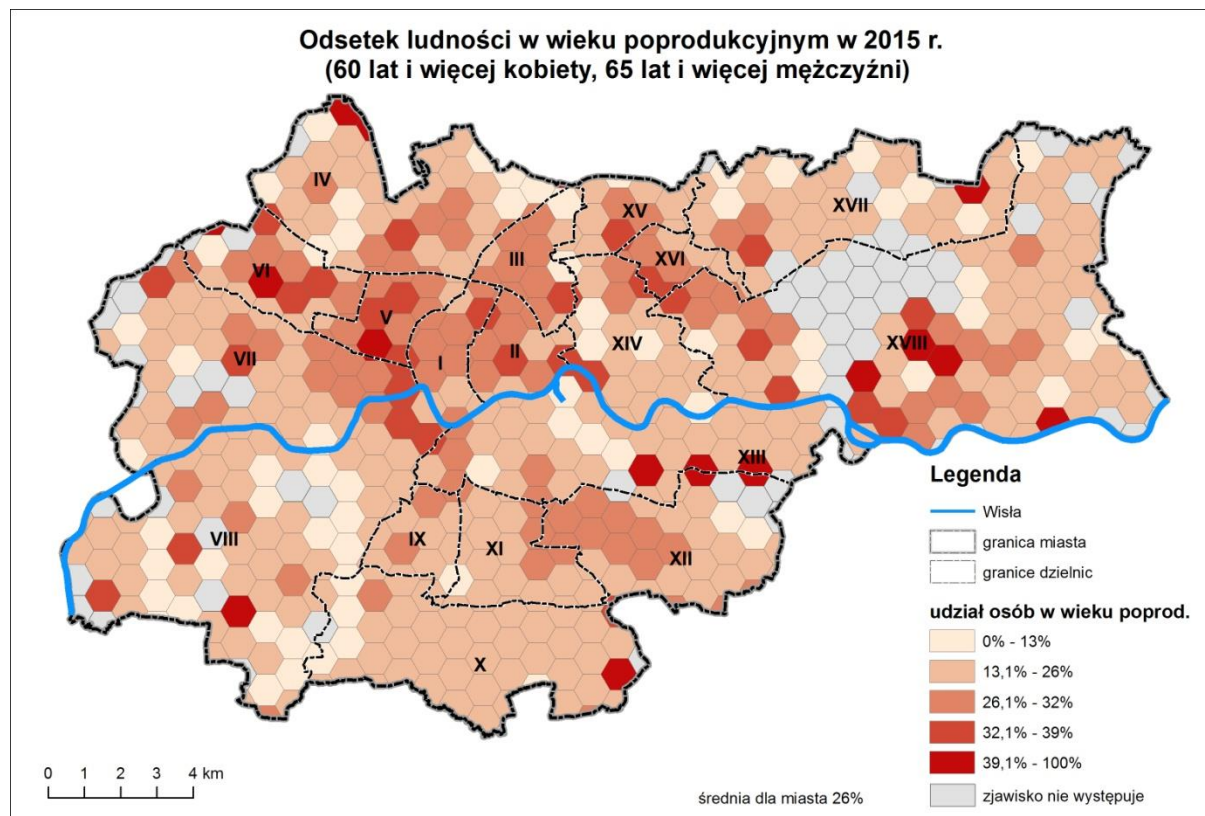 Odsetek ludności w wieku poprodukcyjnym w 2015 r.
(60 lat i więcej kobiety, 65 lat i więcej mężczyźni)
IV
XV
XVII
XVI
III
VI
V
XIV
XVIII
VII
I
II
XIII
VIII
IX
XI
XII
X
Legenda
Wisła
granica miasta
granice dzielnic
udział osób w wieku poprod.
0% - 13%
13,1% - 26%
26,1% - 32%
32,1% - 39%
39,1% - 100%
zjawisko nie występuje
0 1 2 3 4 km
średnia dla miasta 26%